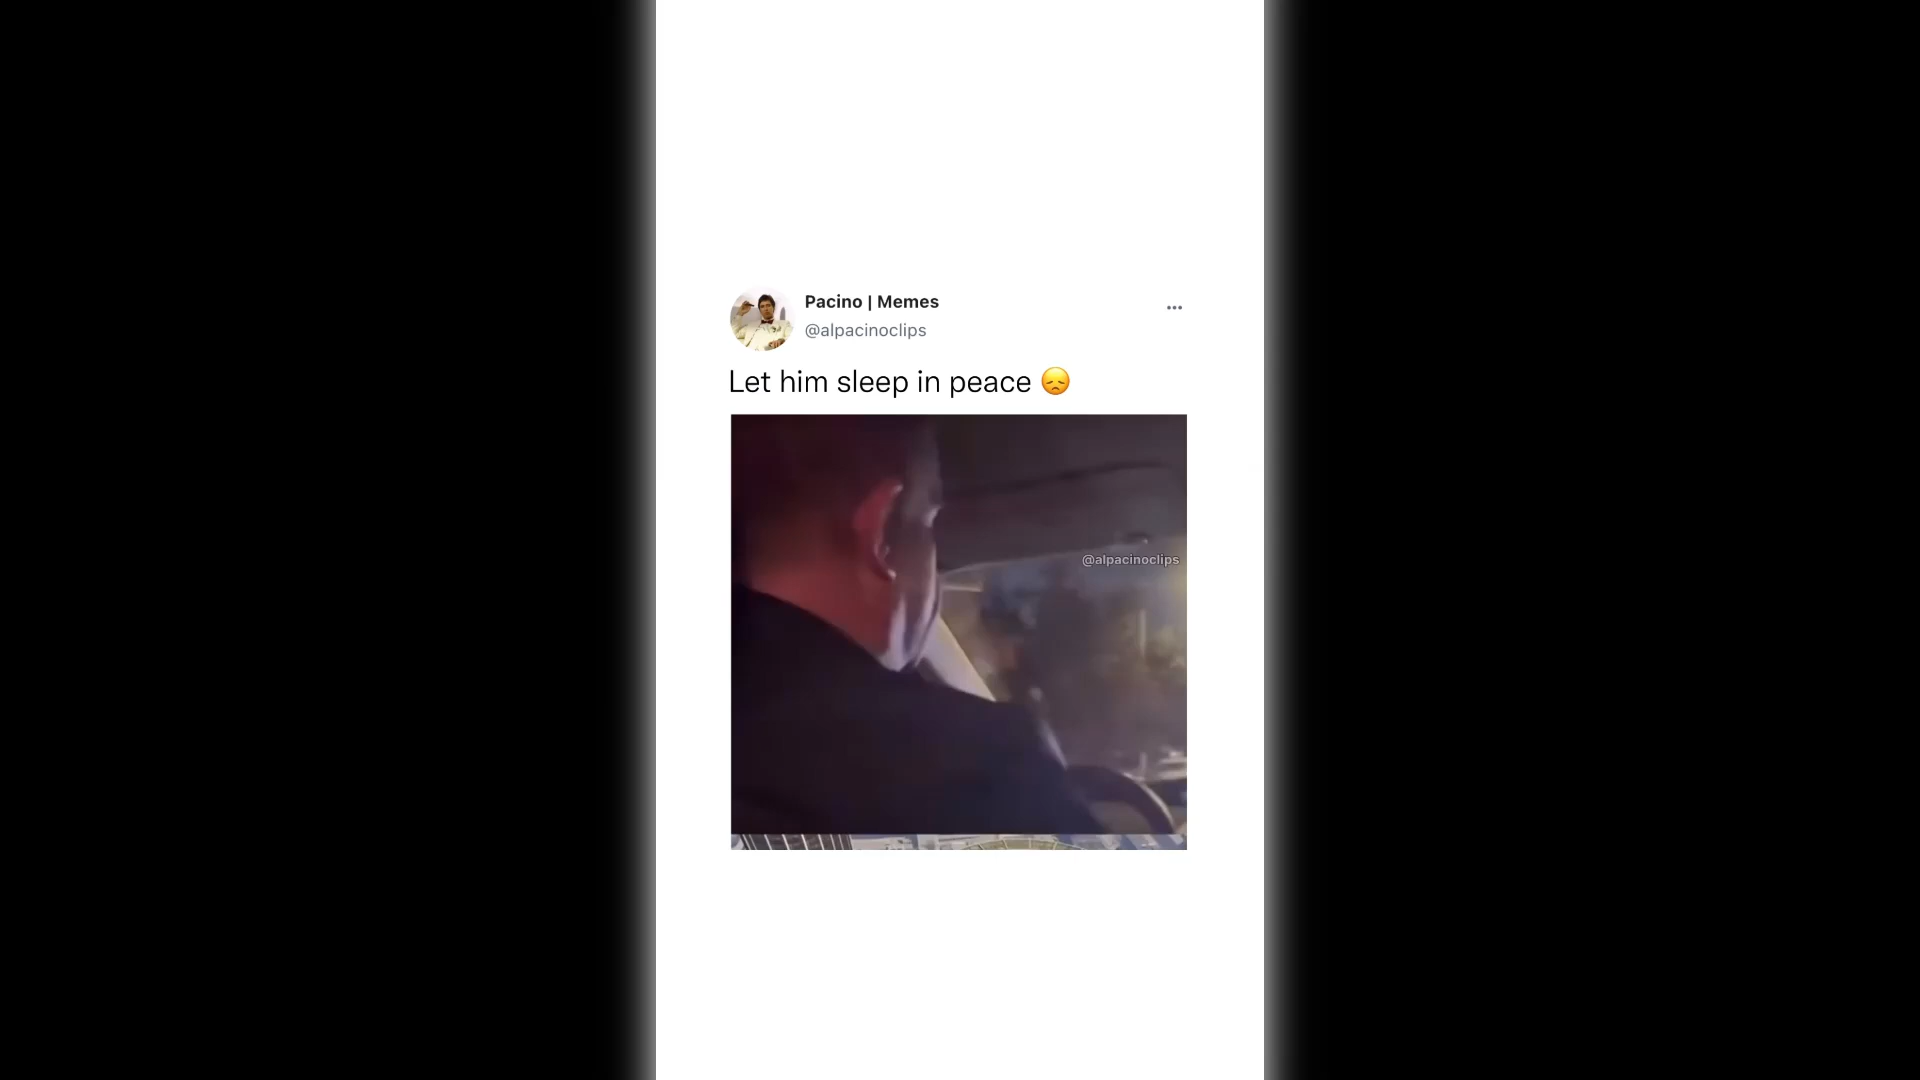 Pacino | Memes
@alpacinoclips
Let him sleep in peace 😞
@alpacinoclips